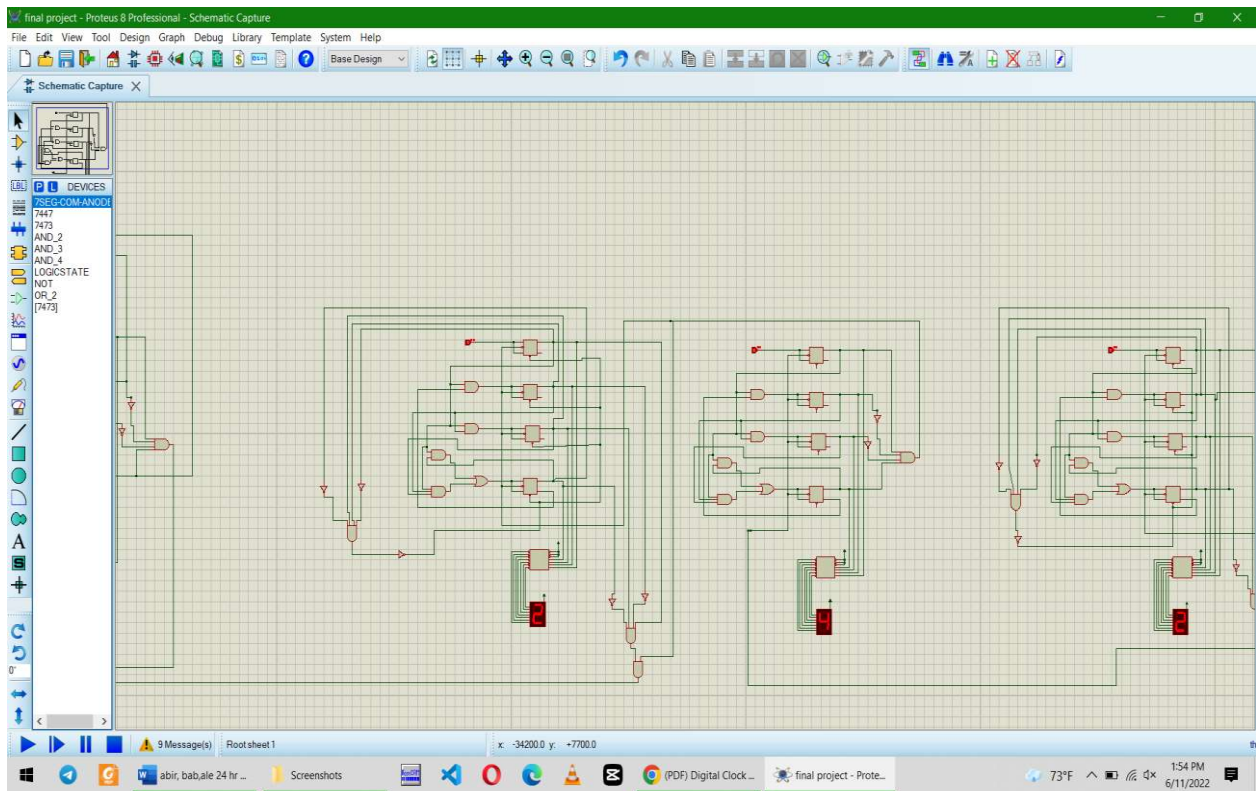 final project - Proteus 8 Professional - Schematic Capture
File Edit View Tool Design Graph Debug Library Template System Help
Base Design
Schematic Capture
P L DEVICES
7SEG-COM-ANODE
7447
7473
AND_2
AND_3
AND_4
LOGICSTATE
NOT
OR_2
[7473]
2 4 2
9 Message(s) Root sheet 1 x: -34200.0 y: +7700.0
abir, bab,ale 24 hr ... Screenshots (PDF) Digital Clock ... final project - Prote... 73°F 1:54 PM
6/11/2022